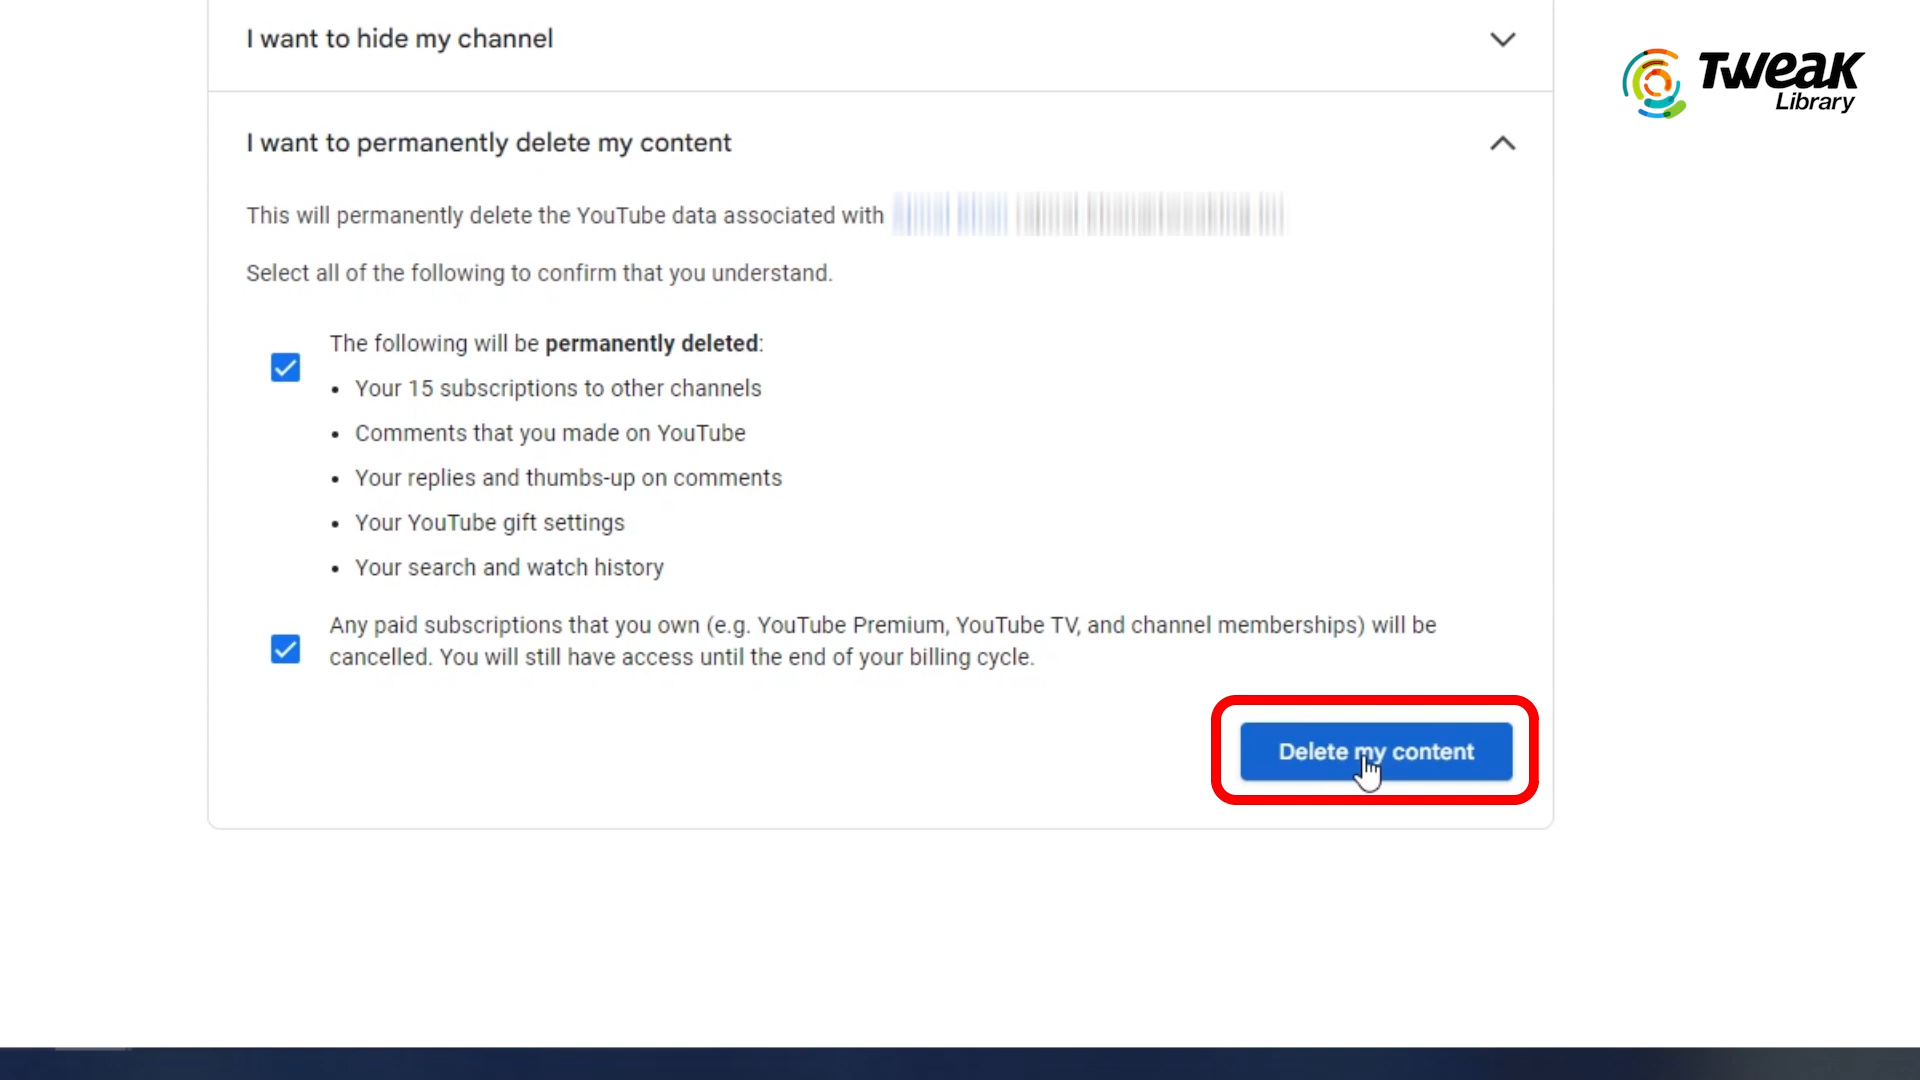 I want to hide my channel
TWEAK
Library
I want to permanently delete my content
This will permanently delete the YouTube data associated with
Select all of the following to confirm that you understand.
The following will be permanently deleted:
• Your 15 subscriptions to other channels
• Comments that you made on YouTube
• Your replies and thumbs-up on comments
• Your YouTube gift settings
• Your search and watch history
Any paid subscriptions that you own (e.g. YouTube Premium, YouTube TV, and channel memberships) will be
cancelled. You will still have access until the end of your billing cycle.
Delete my content